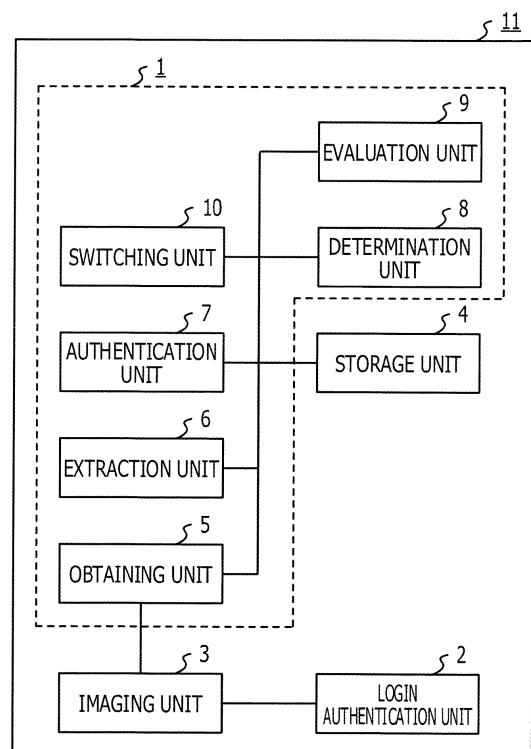 11
1
9
EVALUATION UNIT
10
SWITCHING UNIT
8
DETERMINATION
UNIT
7
AUTHENTICATION
UNIT
4
STORAGE UNIT
6
EXTRACTION UNIT
5
OBTAINING UNIT
3
IMAGING UNIT
2
LOGIN
AUTHENTICATION UNIT